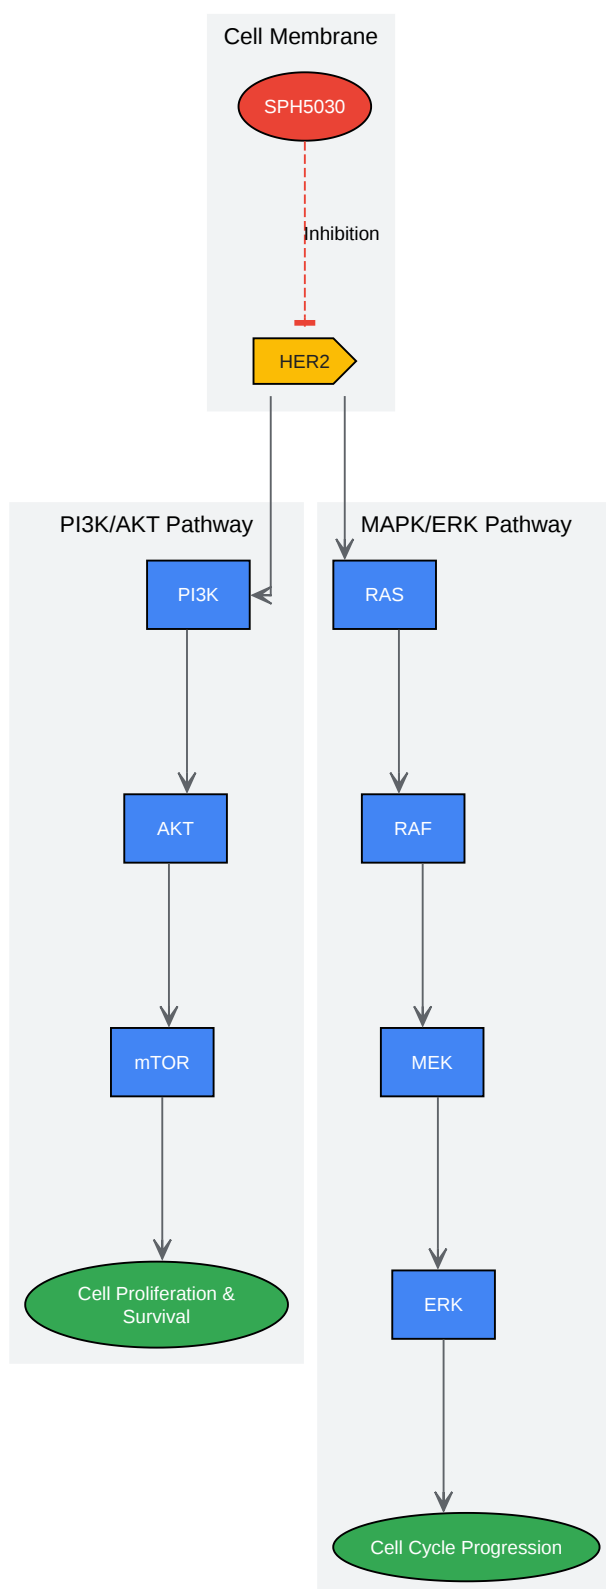 Cell Membrane
SPH5030
Inhibition
HER2
PI3K/AKT Pathway
PI3K
AKT
mTOR
Cell Proliferation &
Survival
MAPK/ERK Pathway
RAS
RAF
MEK
ERK
Cell Cycle Progression